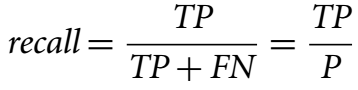 recall = TP / (TP + FN) = TP / P